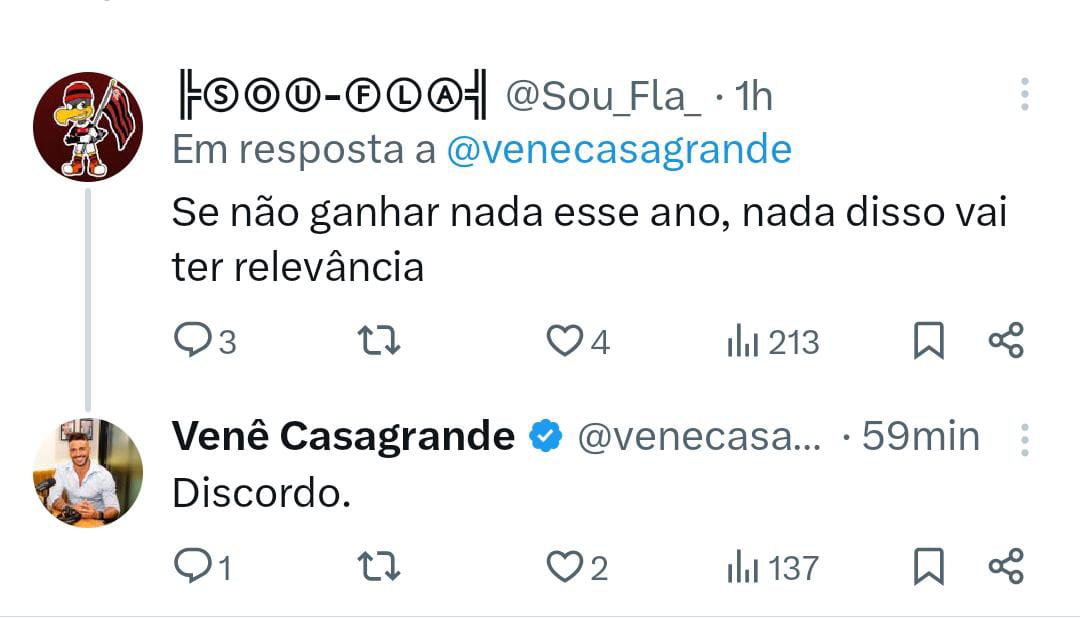 ╠ⓈⓄⓊ-ⒻⓁⒶ╣ @Sou_Fla_ · 1h
Em resposta a @venecasagrande
Se não ganhar nada esse ano, nada disso vai
ter relevância
3 4 213
Venê Casagrande @venecasa... · 59min
Discordo.
1 2 137